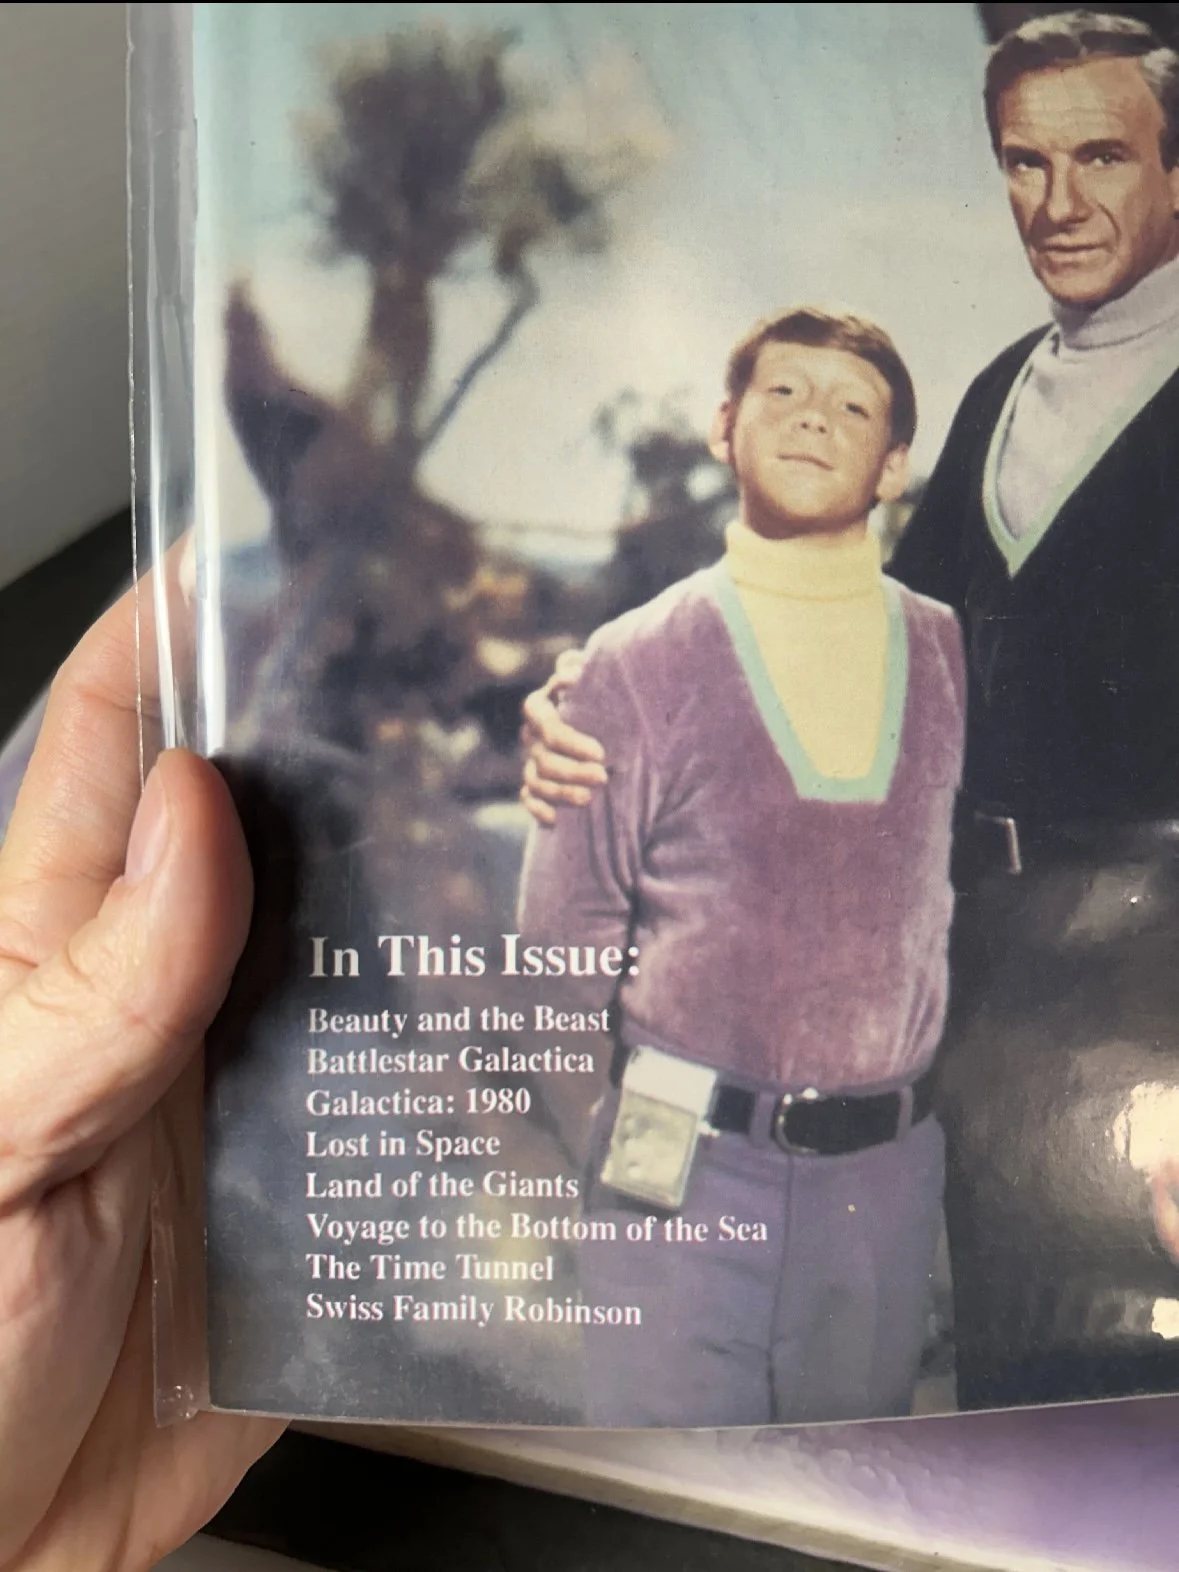 In This Issue:
Beauty and the Beast
Battlestar Galactica
Galactica: 1980
Lost in Space
Land of the Giants
Voyage to the Bottom of the Sea
The Time Tunnel
Swiss Family Robinson